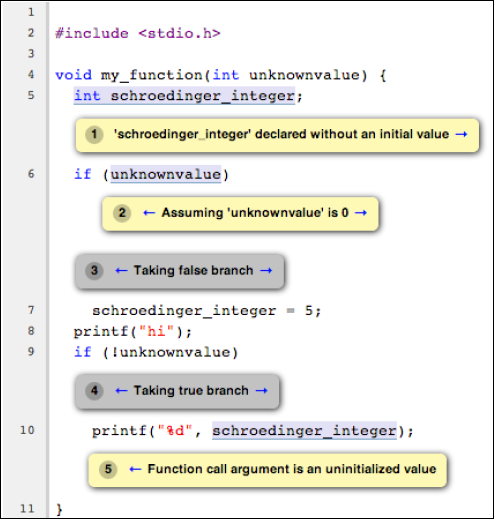 1
2 #include <stdio.h>
3
4 void my_function(int unknownvalue) {
5 int schroedinger_integer;
1 'schroedinger_integer' declared without an initial value →
6 if (unknownvalue)
2 ← Assuming 'unknownvalue' is 0 →
3 ← Taking false branch →
7 schroedinger_integer = 5;
8 printf("hi");
9 if (!unknownvalue)
4 ← Taking true branch →
10 printf("%d", schroedinger_integer);
5 ← Function call argument is an uninitialized value
11 }